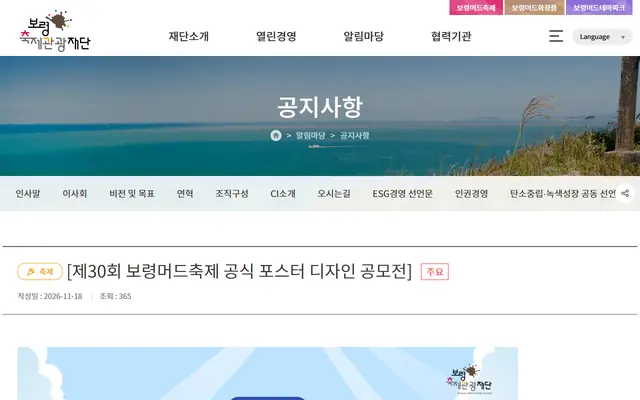 보령머드축제 보령머드화장품 보령머드테마파크
보령
축제관광재단
재단소개 열린경영 알림마당 협력기관
Language
공지사항
> 알림마당 > 공지사항
인사말 이사회 비전 및 목표 연혁 조직구성 CI소개 오시는길 ESG경영 선언문 인권경영 탄소중립·녹색성장 공동 선언
축제 [제30회 보령머드축제 공식 포스터 디자인 공모전] 주요
작성일 : 2026-11-18 | 조회 : 365
보령
축제관광재단